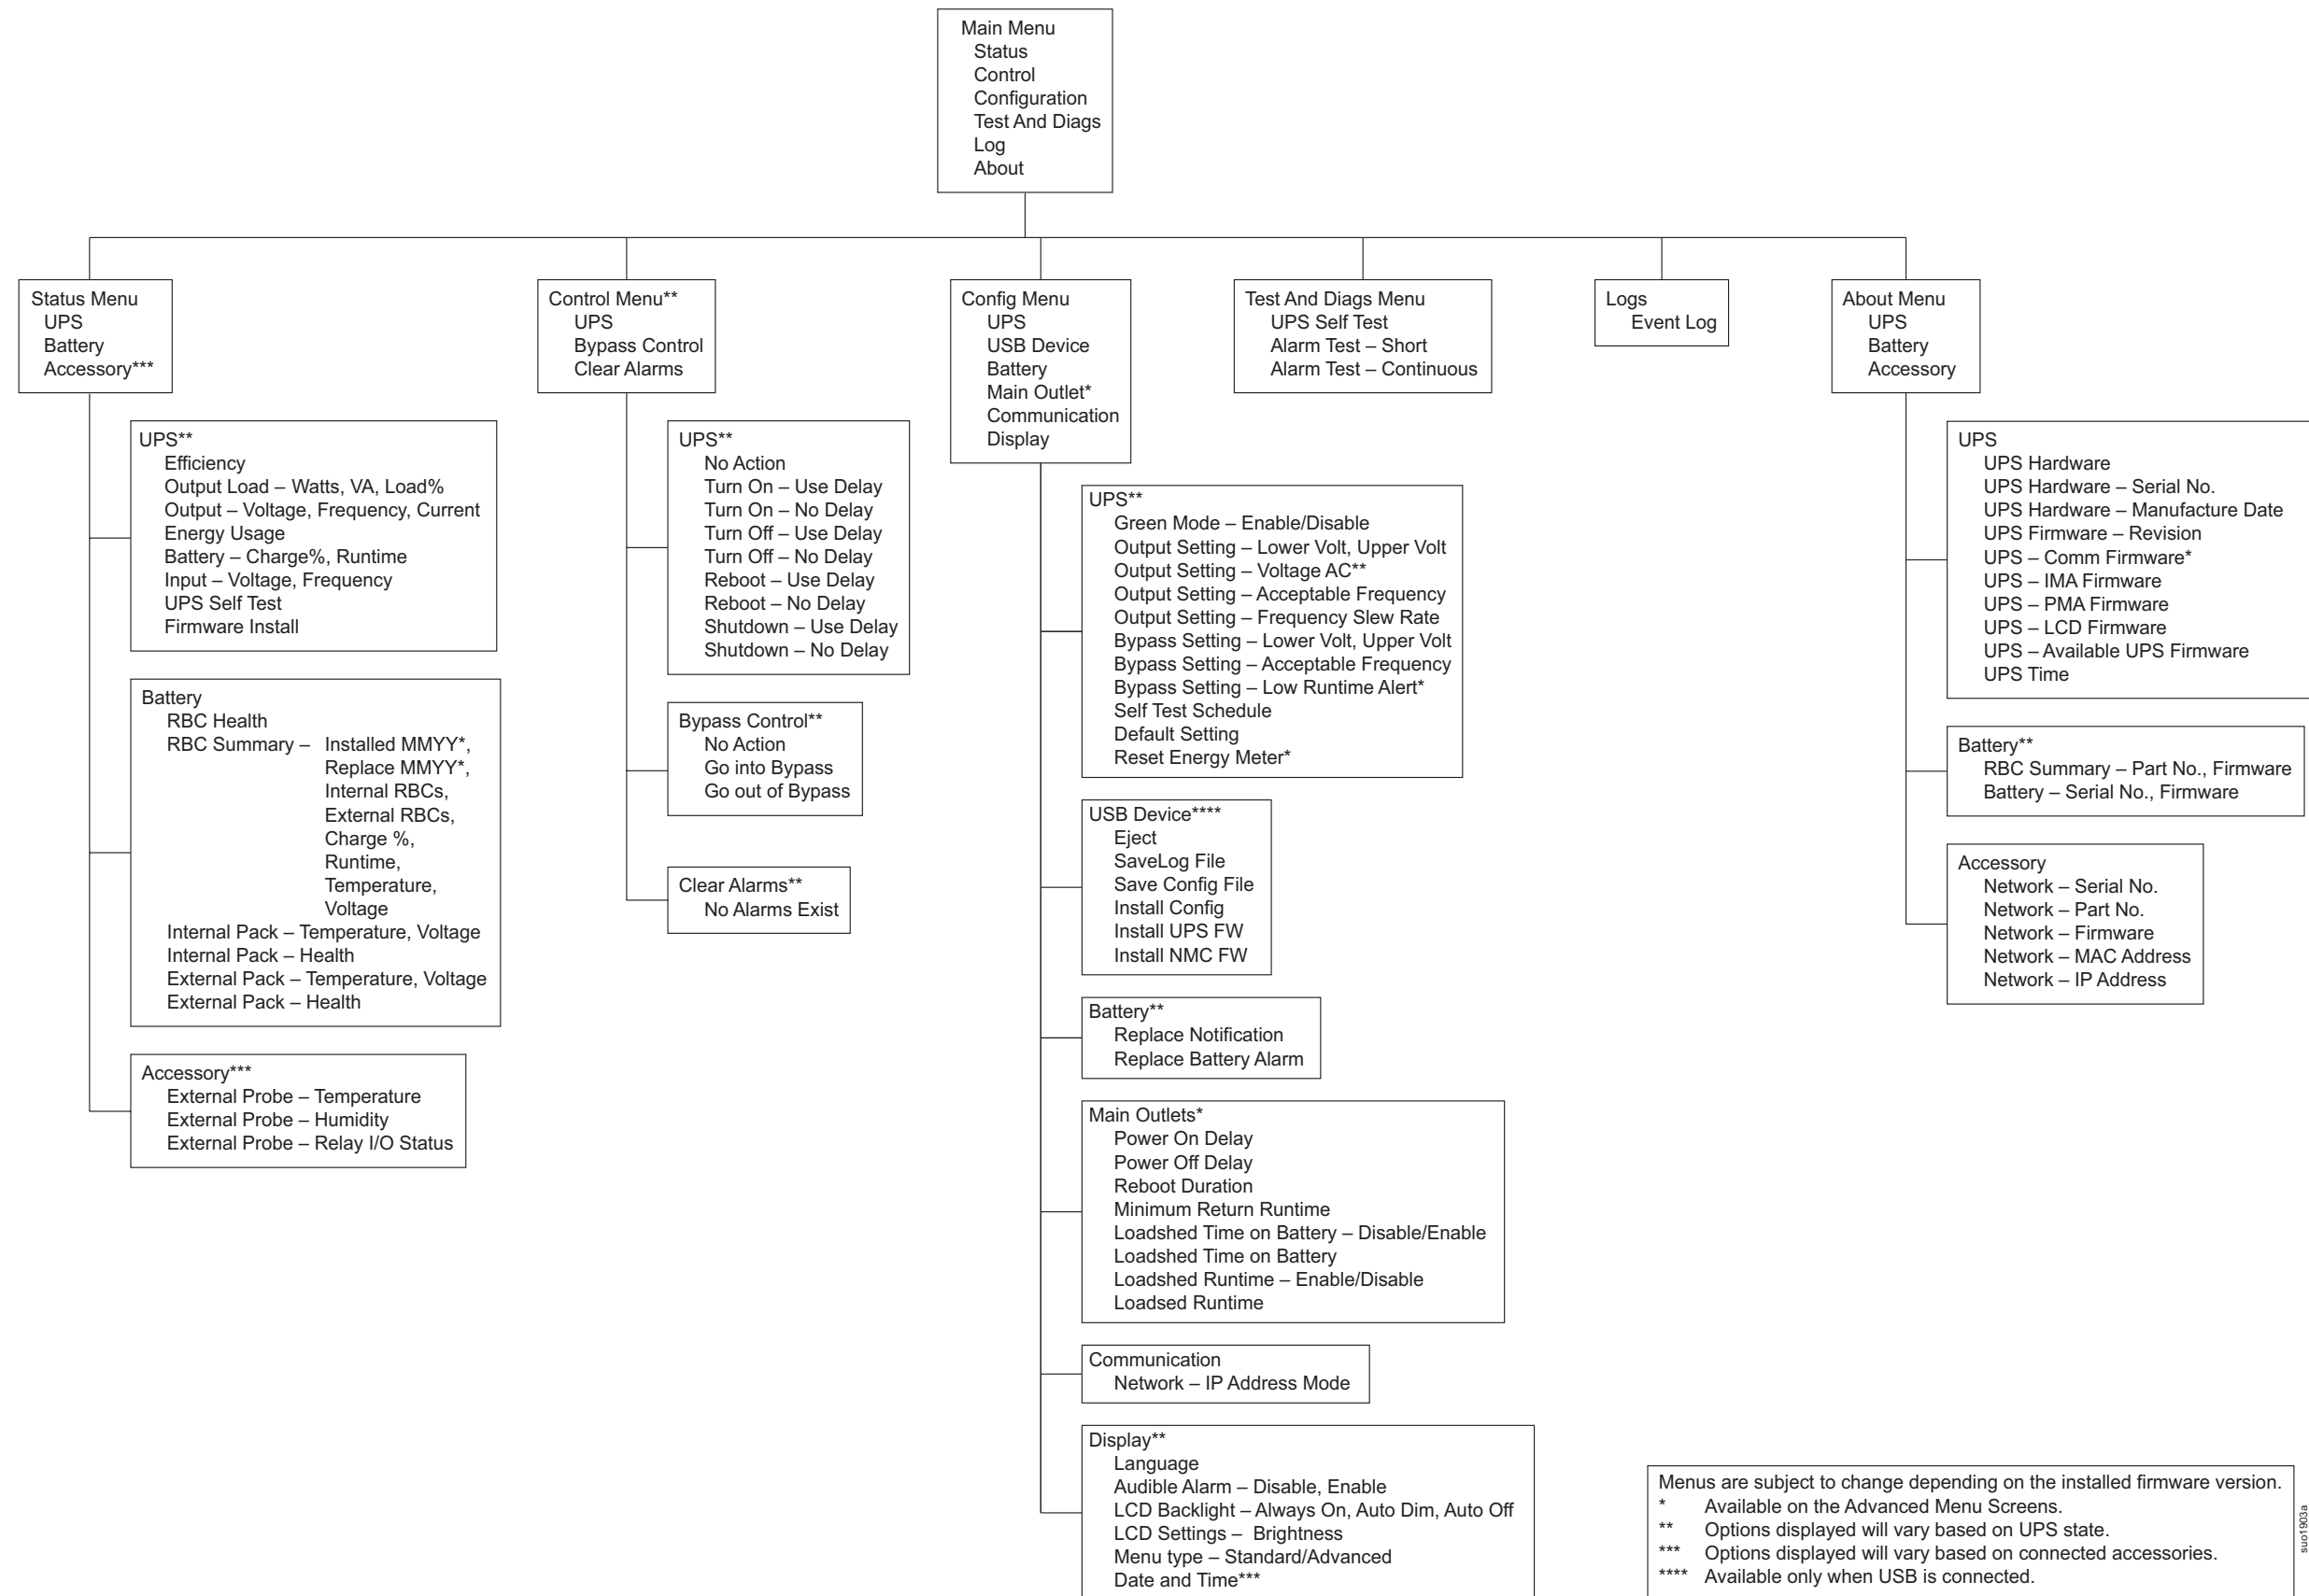 Main Menu
Status
Control
Configuration
Test And Diags
Log
About
Status Menu
UPS
Battery
Accessory***
UPS**
Efficiency
Output Load – Watts, VA, Load%
Output – Voltage, Frequency, Current
Energy Usage
Battery – Charge%, Runtime
Input – Voltage, Frequency
UPS Self Test
Firmware Install
Battery
RBC Health
RBC Summary – Installed MMYY*,
Replace MMYY*,
Internal RBCs,
External RBCs,
Charge %,
Runtime,
Temperature,
Voltage
Internal Pack – Temperature, Voltage
Internal Pack – Health
External Pack – Temperature, Voltage
External Pack – Health
Accessory***
External Probe – Temperature
External Probe – Humidity
External Probe – Relay I/O Status
Control Menu**
UPS
Bypass Control
Clear Alarms
UPS**
No Action
Turn On – Use Delay
Turn On – No Delay
Turn Off – Use Delay
Turn Off – No Delay
Reboot – Use Delay
Reboot – No Delay
Shutdown – Use Delay
Shutdown – No Delay
Bypass Control**
No Action
Go into Bypass
Go out of Bypass
Clear Alarms**
No Alarms Exist
Config Menu
UPS
USB Device
Battery
Main Outlet*
Communication
Display
UPS**
Green Mode – Enable/Disable
Output Setting – Lower Volt, Upper Volt
Output Setting – Voltage AC**
Output Setting – Acceptable Frequency
Output Setting – Frequency Slew Rate
Bypass Setting – Lower Volt, Upper Volt
Bypass Setting – Acceptable Frequency
Bypass Setting – Low Runtime Alert*
Self Test Schedule
Default Setting
Reset Energy Meter*
USB Device****
Eject
SaveLog File
Save Config File
Install Config
Install UPS FW
Install NMC FW
Battery**
Replace Notification
Replace Battery Alarm
Main Outlets*
Power On Delay
Power Off Delay
Reboot Duration
Minimum Return Runtime
Loadshed Time on Battery – Disable/Enable
Loadshed Time on Battery
Loadshed Runtime – Enable/Disable
Loadsed Runtime
Communication
Network – IP Address Mode
Display**
Language
Audible Alarm – Disable, Enable
LCD Backlight – Always On, Auto Dim, Auto Off
LCD Settings – Brightness
Menu type – Standard/Advanced
Date and Time***
Test And Diags Menu
UPS Self Test
Alarm Test – Short
Alarm Test – Continuous
Logs
Event Log
About Menu
UPS
Battery
Accessory
UPS
UPS Hardware
UPS Hardware – Serial No.
UPS Hardware – Manufacture Date
UPS Firmware – Revision
UPS – Comm Firmware*
UPS – IMA Firmware
UPS – PMA Firmware
UPS – LCD Firmware
UPS – Available UPS Firmware
UPS Time
Battery**
RBC Summary – Part No., Firmware
Battery – Serial No., Firmware
Accessory
Network – Serial No.
Network – Part No.
Network – Firmware
Network – MAC Address
Network – IP Address
Menus are subject to change depending on the installed firmware version.
* Available on the Advanced Menu Screens.
** Options displayed will vary based on UPS state.
*** Options displayed will vary based on connected accessories.
**** Available only when USB is connected.
suo1903a